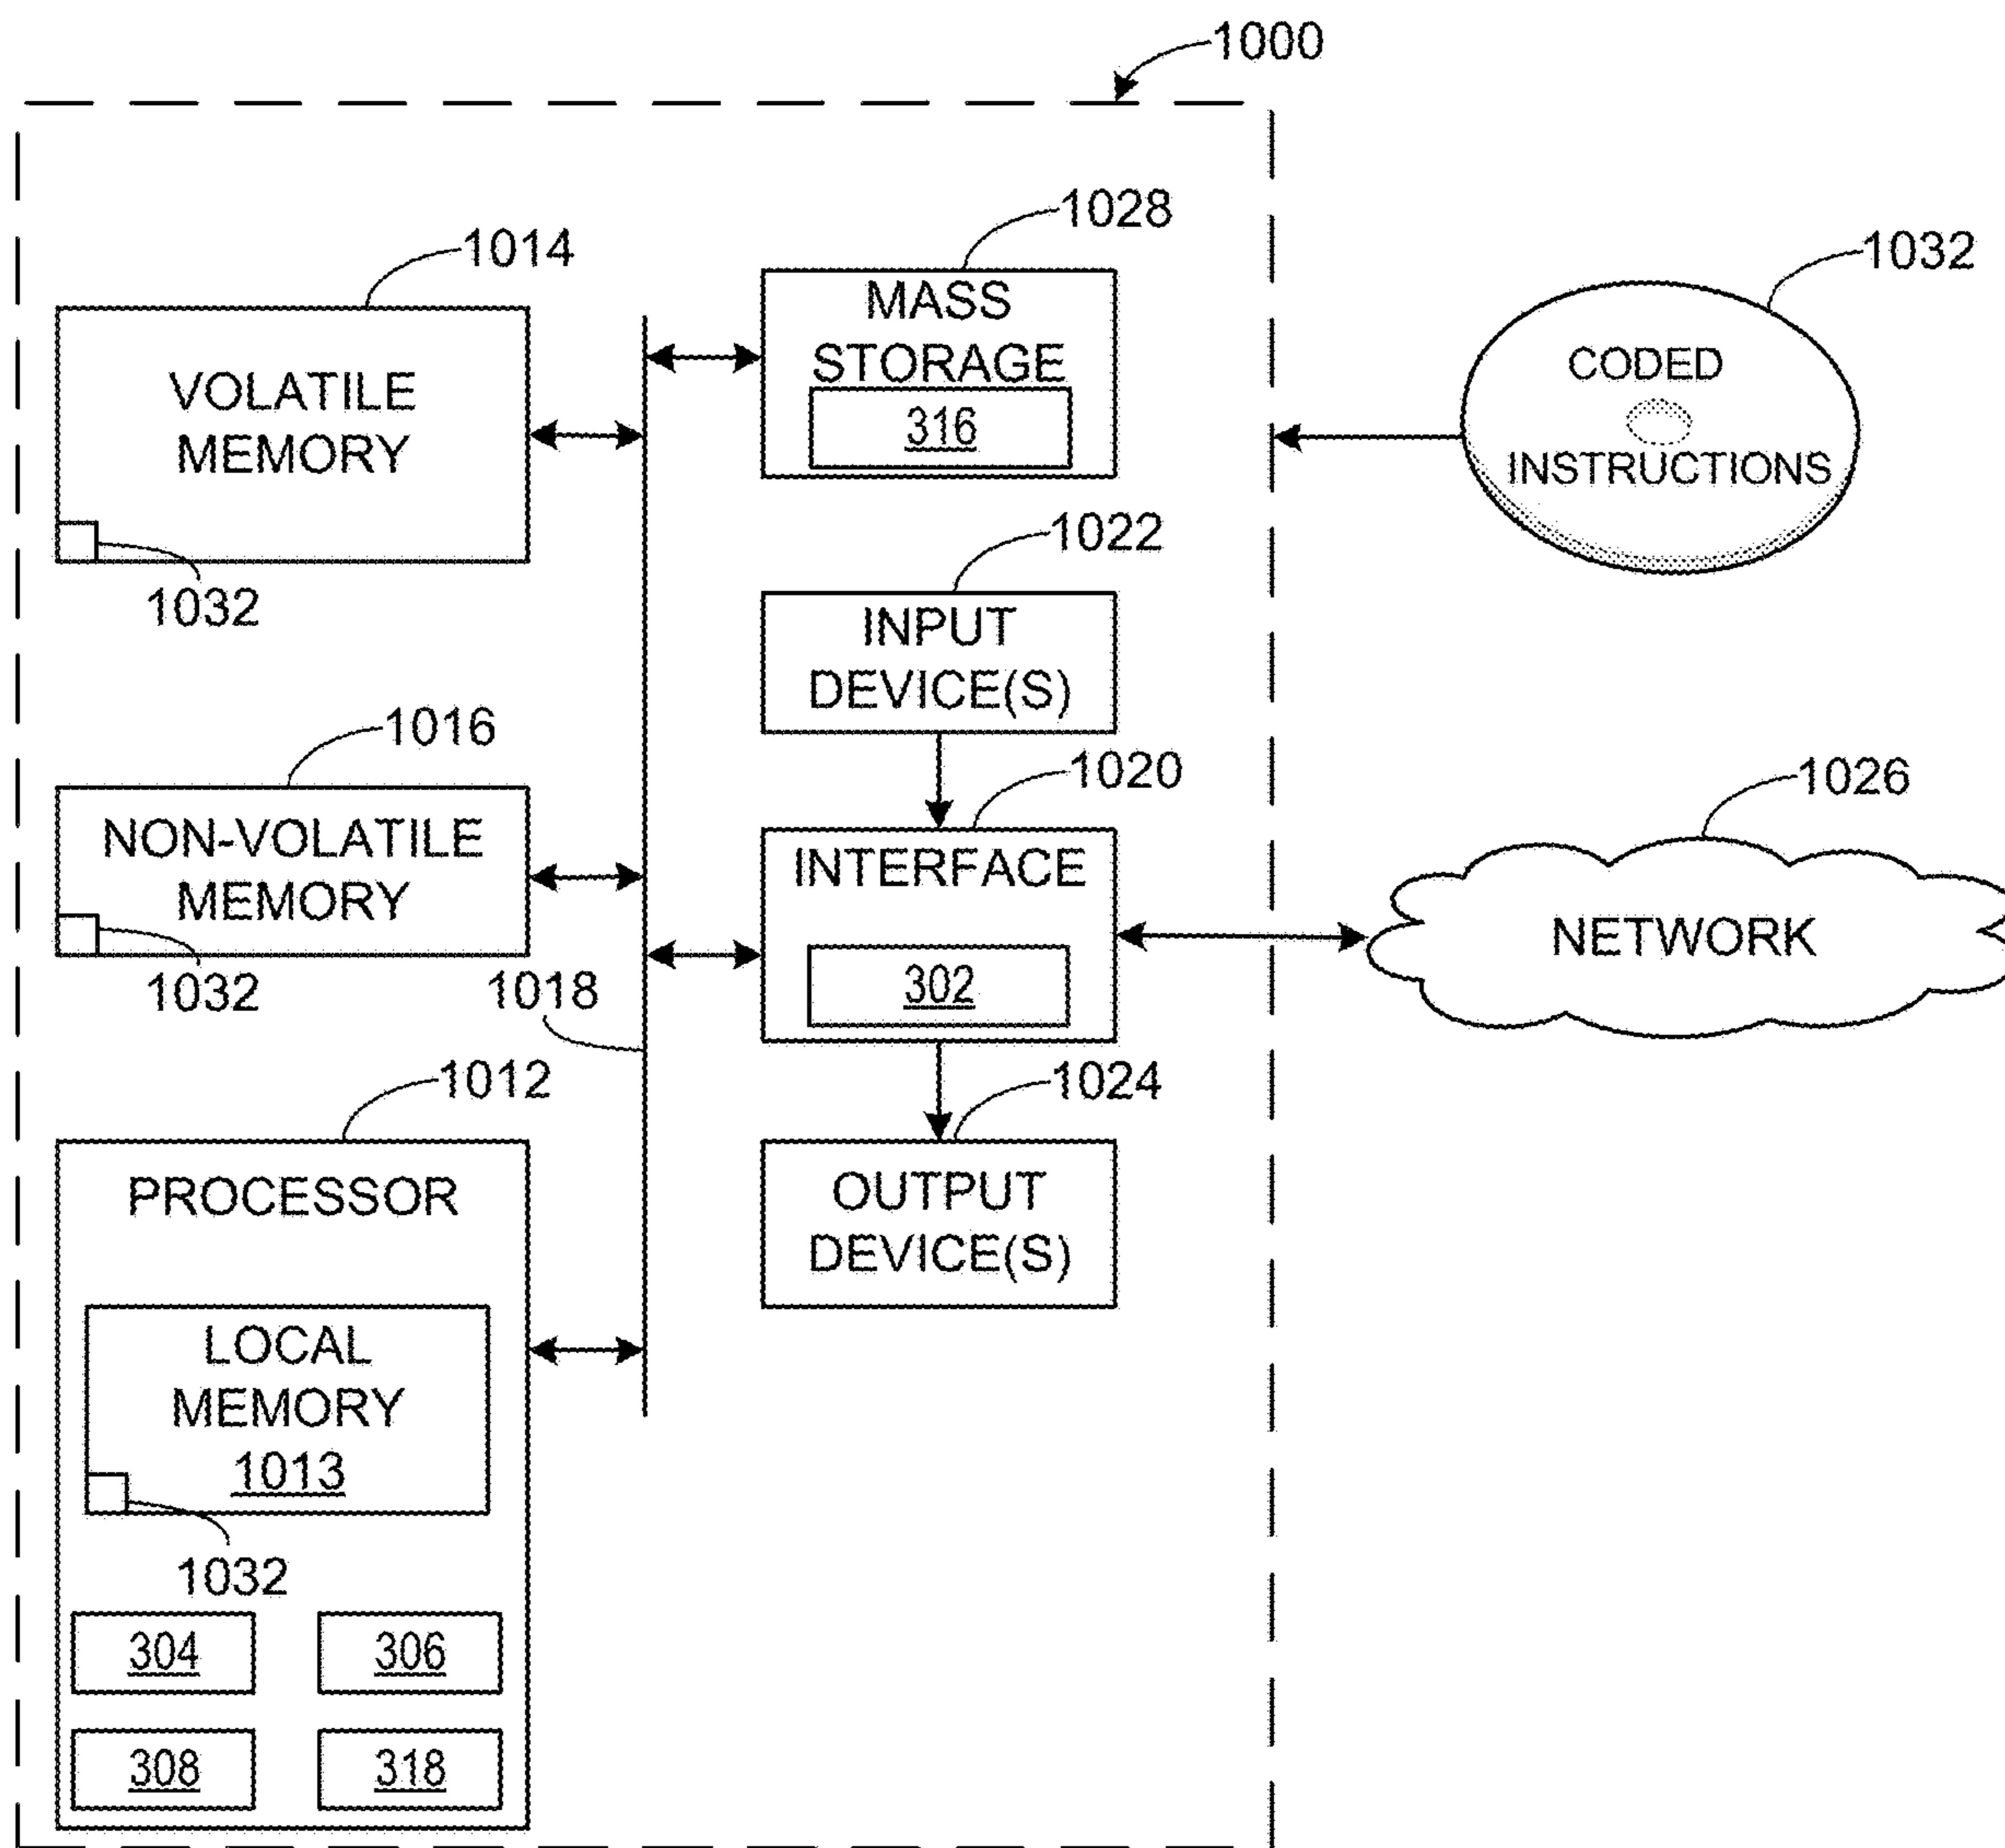 1000
1014
VOLATILE
MEMORY
1032
1028
MASS
STORAGE
316
1032
CODED
INSTRUCTIONS
1022
INPUT
DEVICE(S)
1016
NON-VOLATILE
MEMORY
1032
1018
1020
INTERFACE
302
1026
NETWORK
1012
PROCESSOR
LOCAL
MEMORY
1013
1032
304
306
308
318
1024
OUTPUT
DEVICE(S)